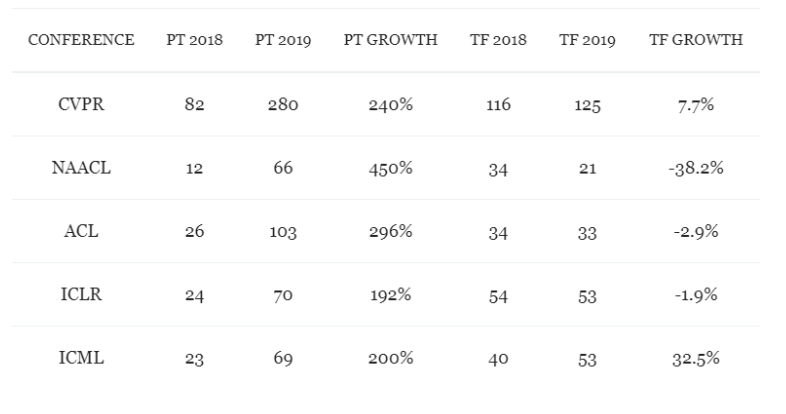 CONFERENCE PT 2018 PT 2019 PT GROWTH TF 2018 TF 2019 TF GROWTH
CVPR 82 280 240% 116 125 7.7%
NAACL 12 66 450% 34 21 -38.2%
ACL 26 103 296% 34 33 -2.9%
ICLR 24 70 192% 54 53 -1.9%
ICML 23 69 200% 40 53 32.5%